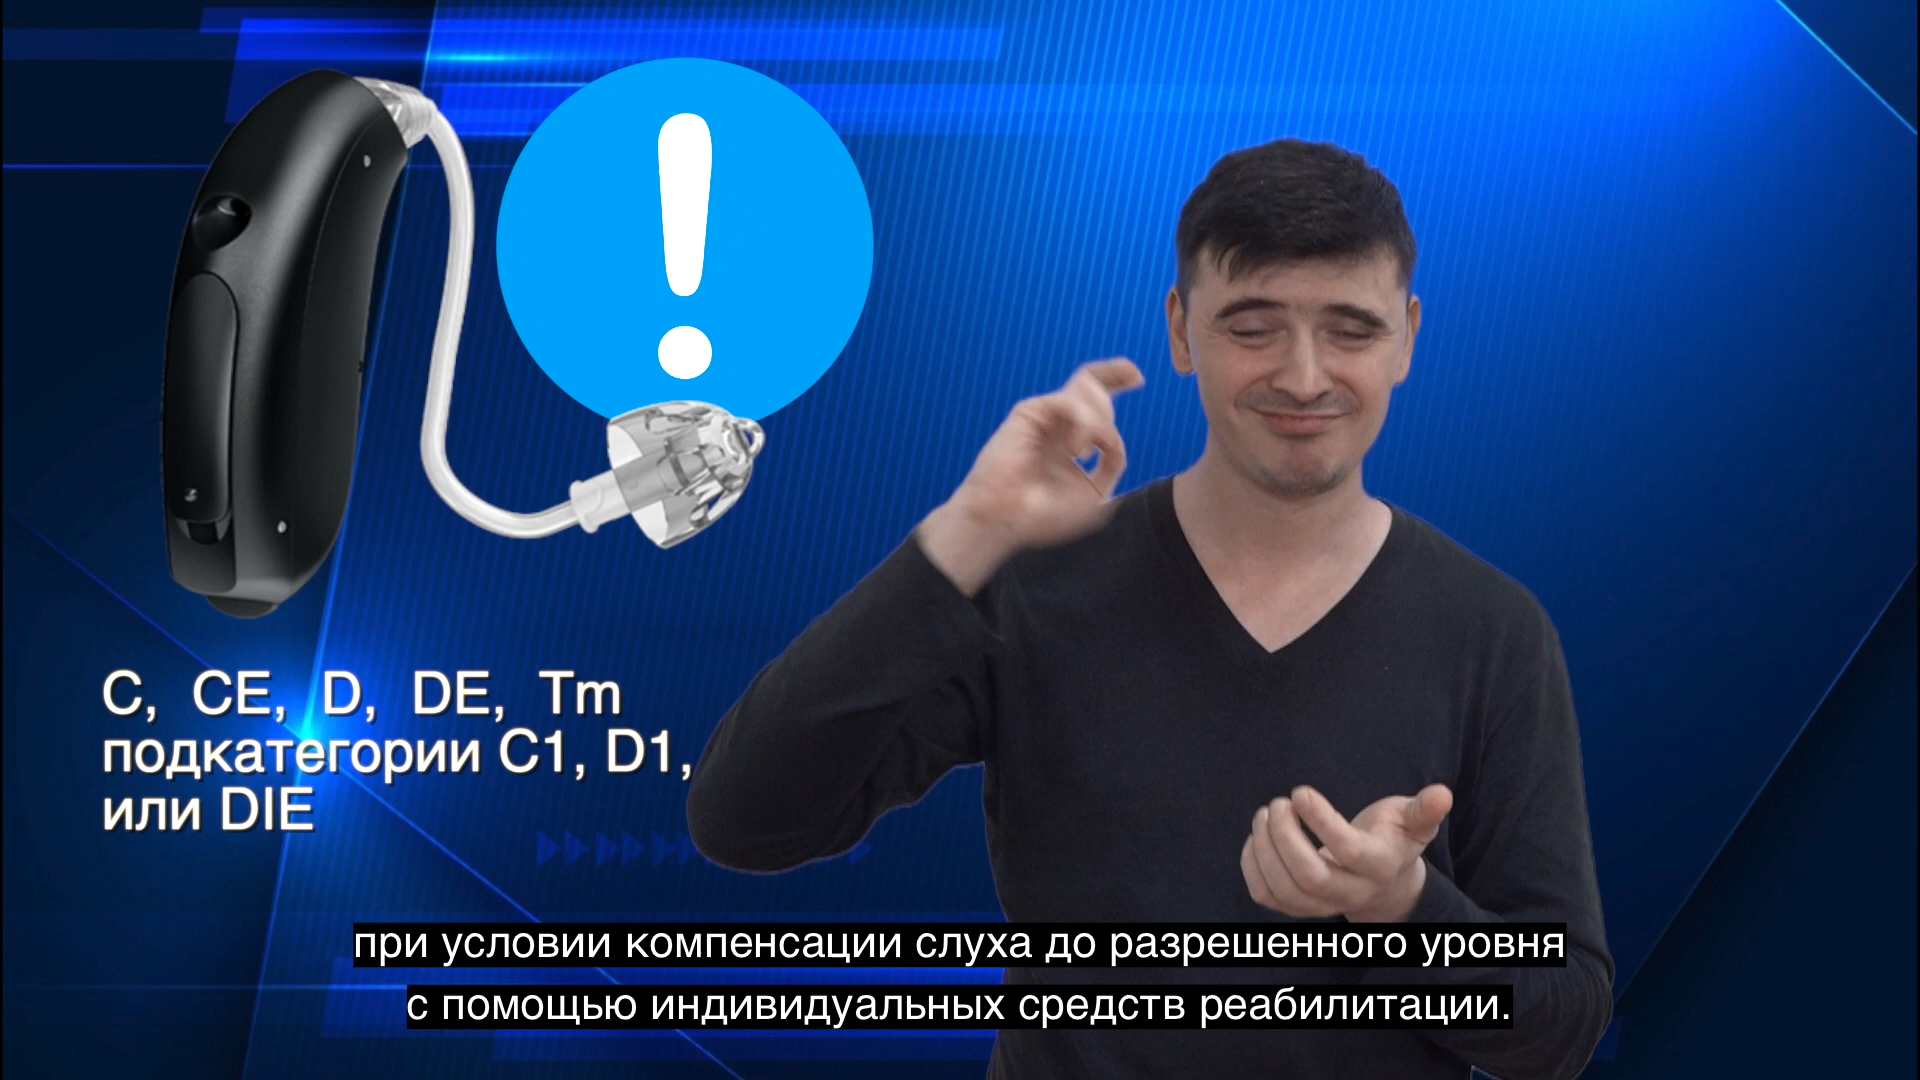 C, CE, D, DE, Tm
подкатегории C1, D1,
или DIE
при условии компенсации слуха до разрешенного уровня
с помощью индивидуальных средств реабилитации.